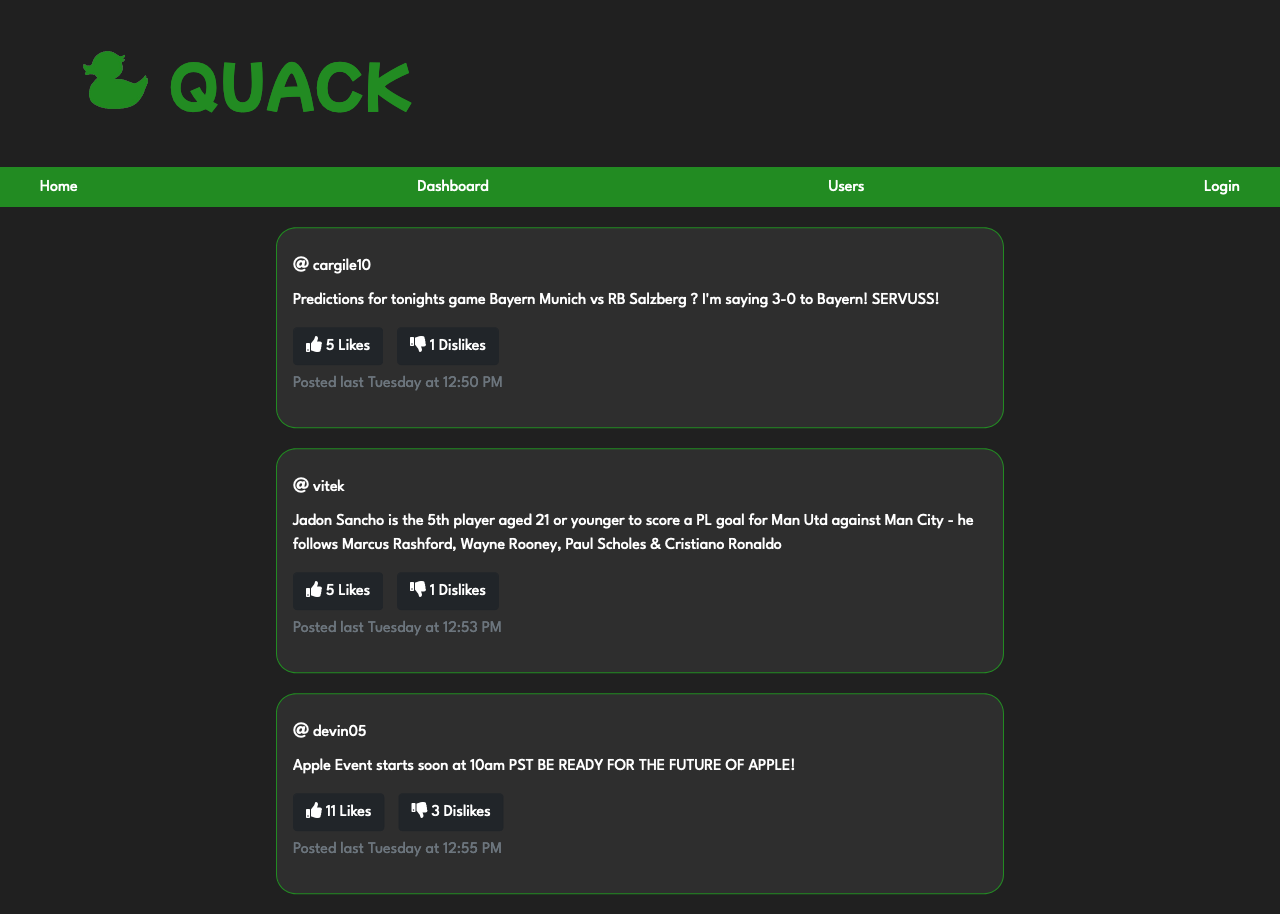 QUACK
Home Dashboard Users Login
@ cargile10
Predictions for tonights game Bayern Munich vs RB Salzberg ? I'm saying 3-0 to Bayern! SERVUSS!
5 Likes 1 Dislikes
Posted last Tuesday at 12:50 PM
@ vitek
Jadon Sancho is the 5th player aged 21 or younger to score a PL goal for Man Utd against Man City - he
follows Marcus Rashford, Wayne Rooney, Paul Scholes & Cristiano Ronaldo
5 Likes 1 Dislikes
Posted last Tuesday at 12:53 PM
@ devin05
Apple Event starts soon at 10am PST BE READY FOR THE FUTURE OF APPLE!
11 Likes 3 Dislikes
Posted last Tuesday at 12:55 PM